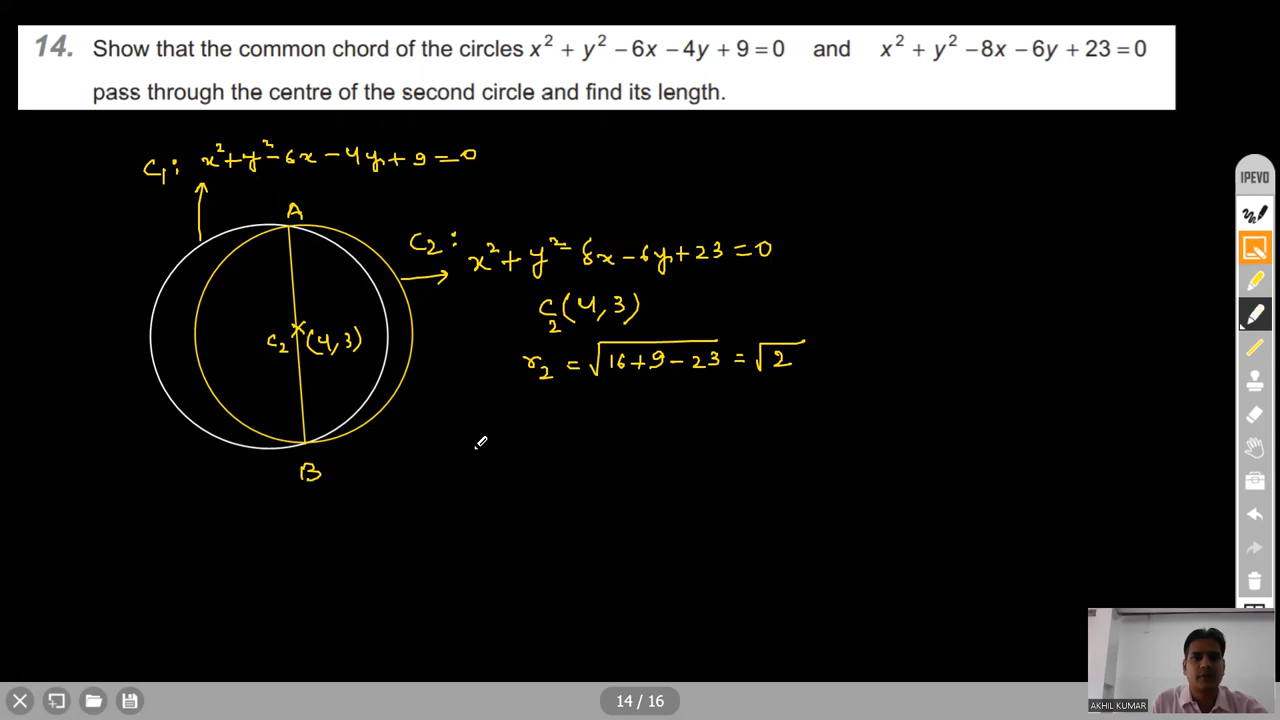 14. Show that the common chord of the circles x² + y² − 6x − 4y + 9 = 0 and x² + y² − 8x − 6y + 23 = 0
pass through the centre of the second circle and find its length.
C₁: x² + y² − 6x − 4y + 9 = 0
A
C₂: x² + y² − 8x − 6y + 23 = 0
C₂ (4, 3)
C₂ (4, 3)
r₂ = √16 + 9 − 23 = √2
B
IPEVO
14 / 16
AKHIL KUMAR